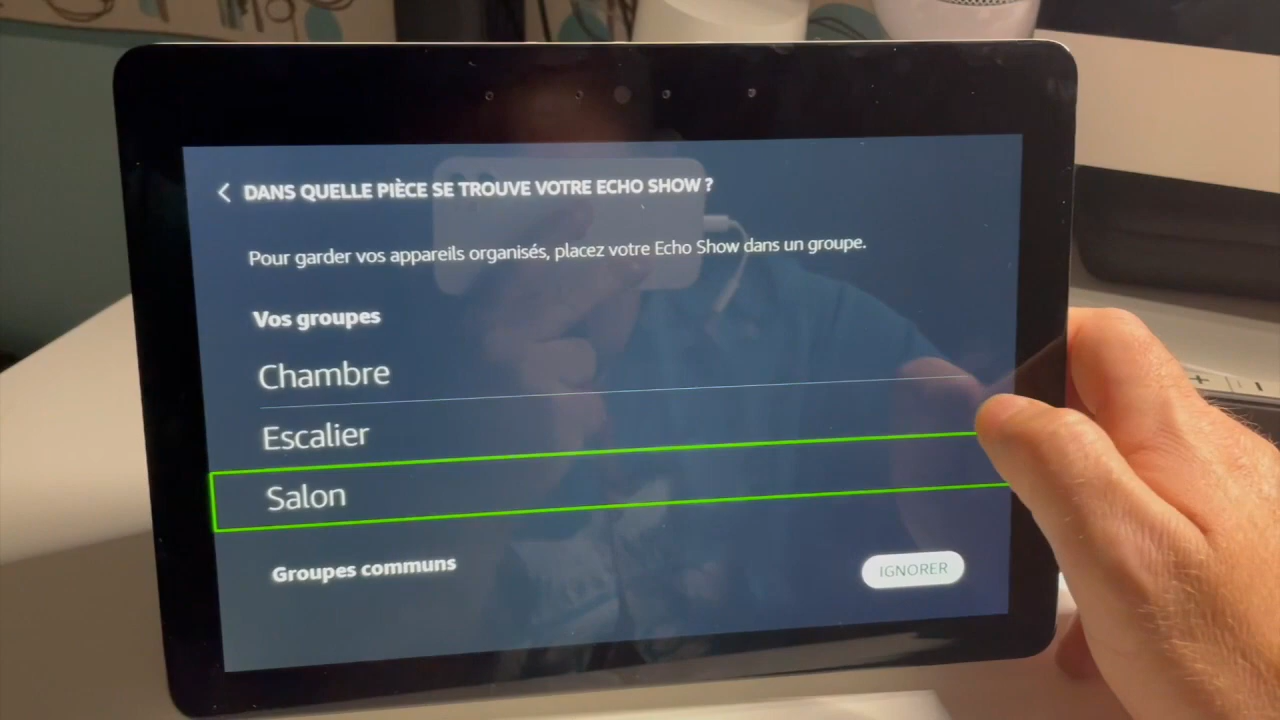 DANS QUELLE PIÈCE SE TROUVE VOTRE ECHO SHOW ?
Pour garder vos appareils organisés, placez votre Echo Show dans un groupe.
Vos groupes
Chambre
Escalier
Salon
Groupes communs
IGNORER